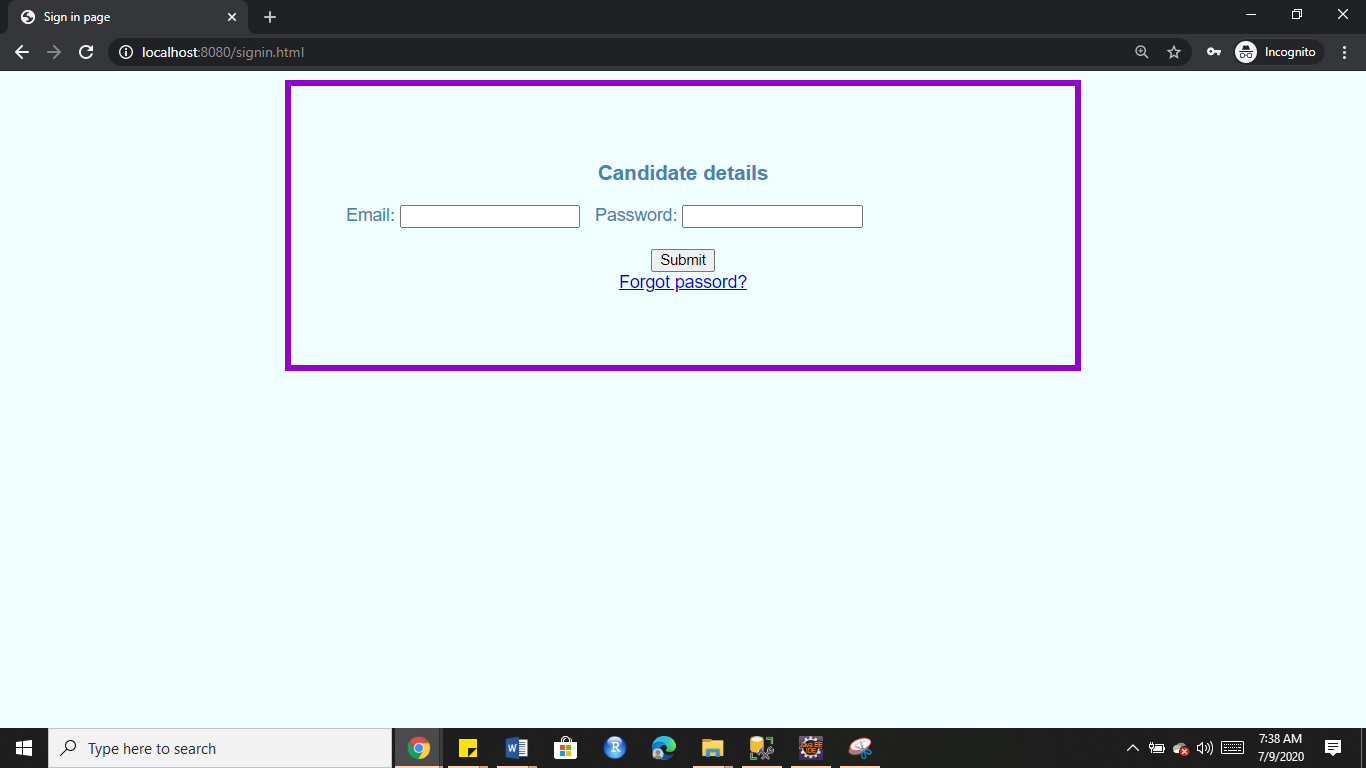 Sign in page
localhost:8080/signin.html
Incognito
Candidate details
Email: Password:
Submit
Forgot passord?
Type here to search
7:38 AM
7/9/2020